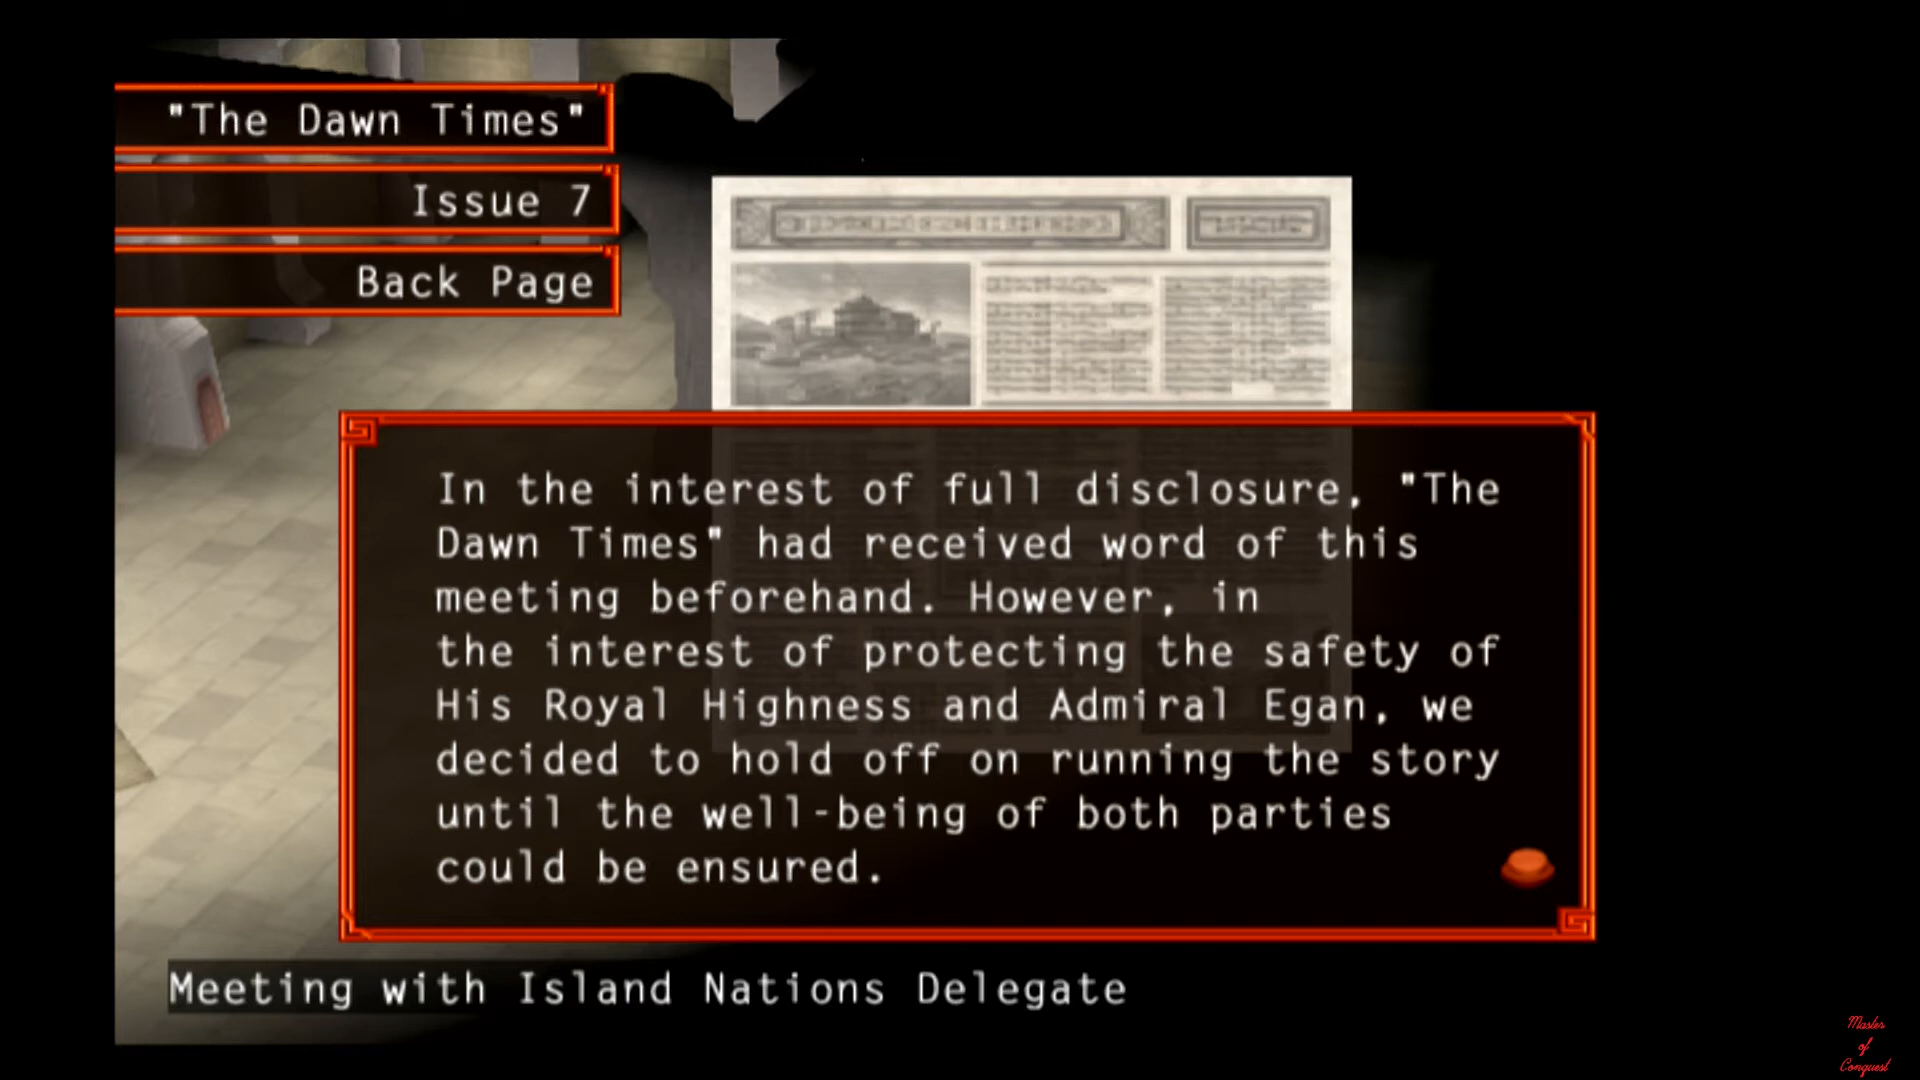 "The Dawn Times"
Issue 7
Back Page
In the interest of full disclosure, "The
Dawn Times" had received word of this
meeting beforehand. However, in
the interest of protecting the safety of
His Royal Highness and Admiral Egan, we
decided to hold off on running the story
until the well-being of both parties
could be ensured.
Meeting with Island Nations Delegate
Master
of
Conquest